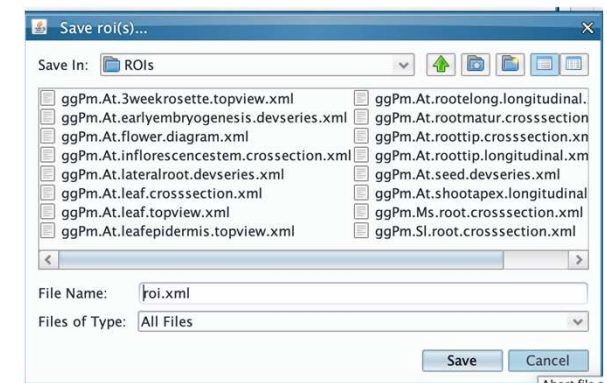 Save roi(s)...
Save In: ROIs
ggPm.At.3weekrosette.topview.xml
ggPm.At.earlyembryogenesis.devseries.xml
ggPm.At.flower.diagram.xml
ggPm.At.inflorescencestem.crossection.xml
ggPm.At.lateralroot.devseries.xml
ggPm.At.leaf.crosssection.xml
ggPm.At.leaf.topview.xml
ggPm.At.leafepidermis.topview.xml
ggPm.At.rootelong.longitudinal.
ggPm.At.rootmatur.crosssection
ggPm.At.roottip.crosssection.xn
ggPm.At.roottip.longitudinal.xm
ggPm.At.seed.devseries.xml
ggPm.At.shootapex.longitudinal
ggPm.Ms.root.crosssection.xml
ggPm.Sl.root.crosssection.xml
File Name: roi.xml
Files of Type: All Files
Save Cancel